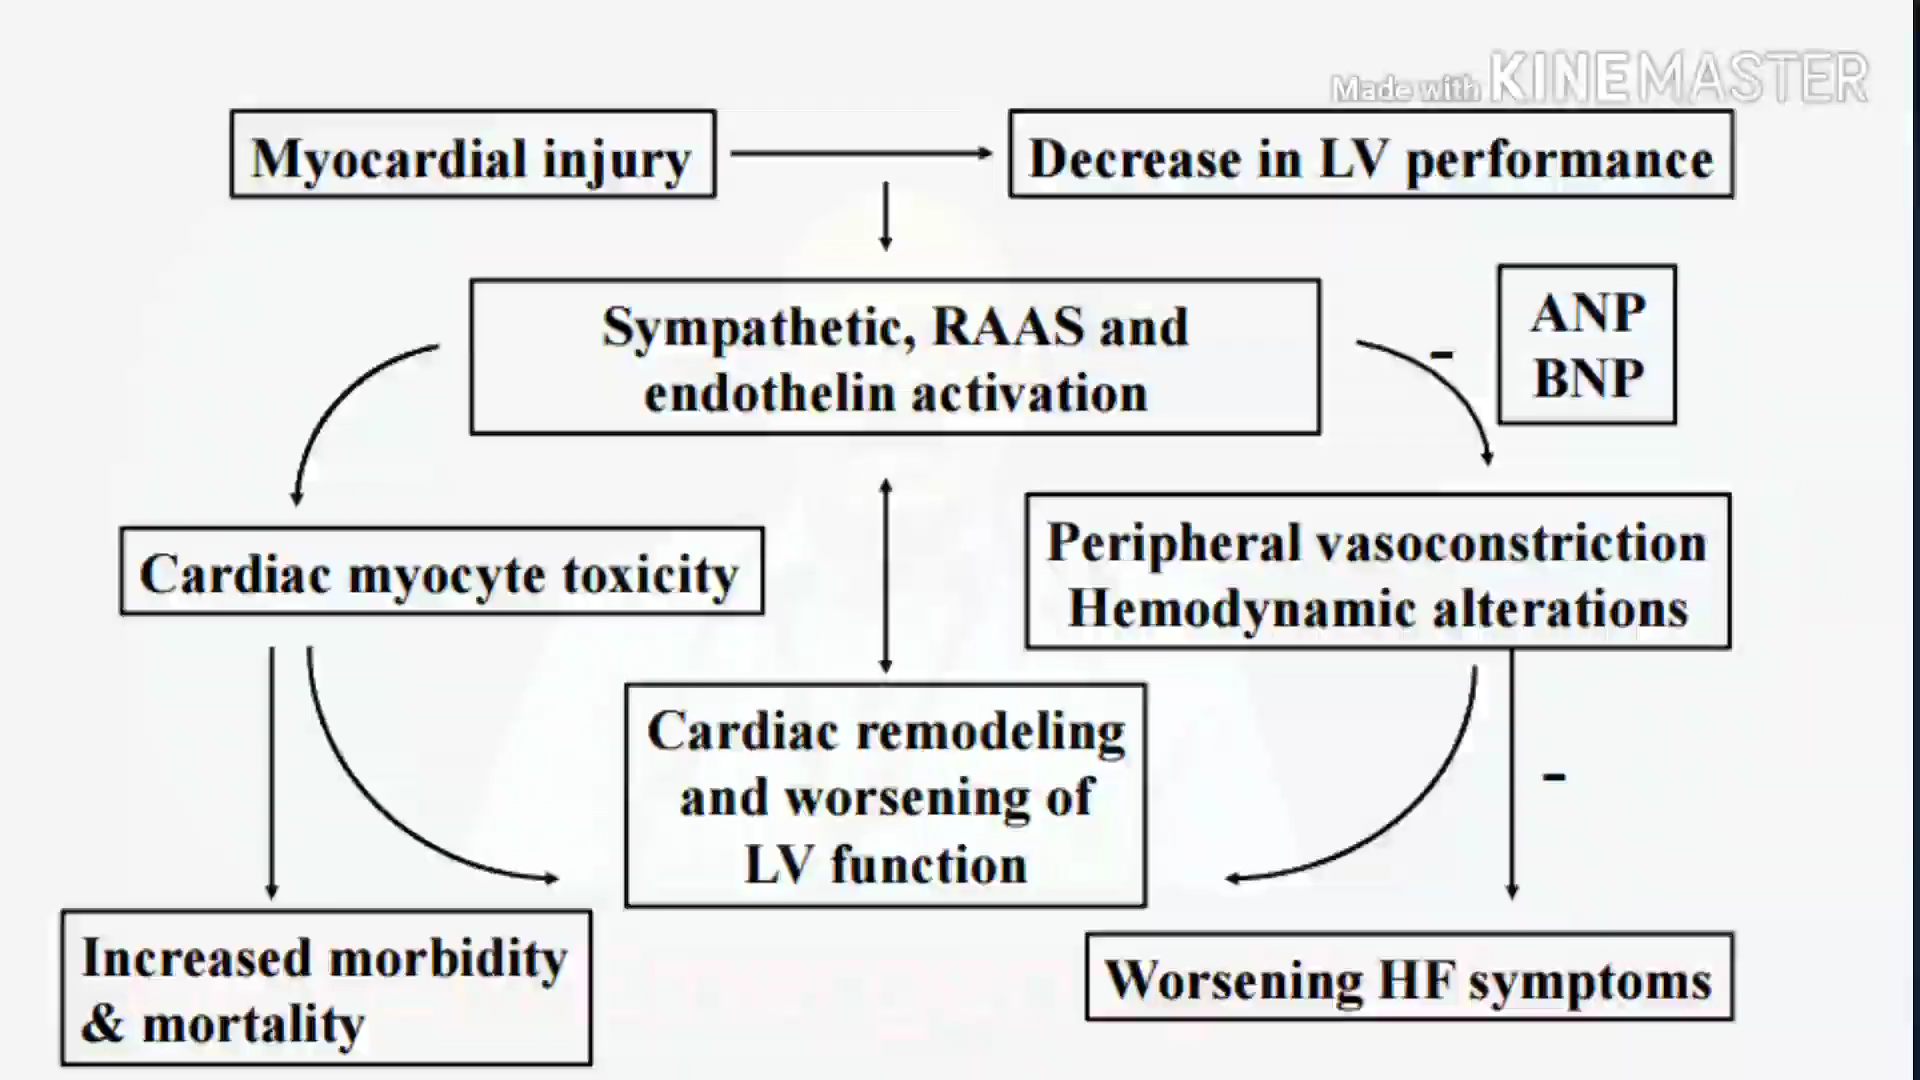 Made with KINEMASTER
Myocardial injury
Decrease in LV performance
Sympathetic, RAAS and
endothelin activation
-
ANP
BNP
Cardiac myocyte toxicity
Peripheral vasoconstriction
Hemodynamic alterations
Cardiac remodeling
and worsening of
LV function
-
Increased morbidity
& mortality
Worsening HF symptoms